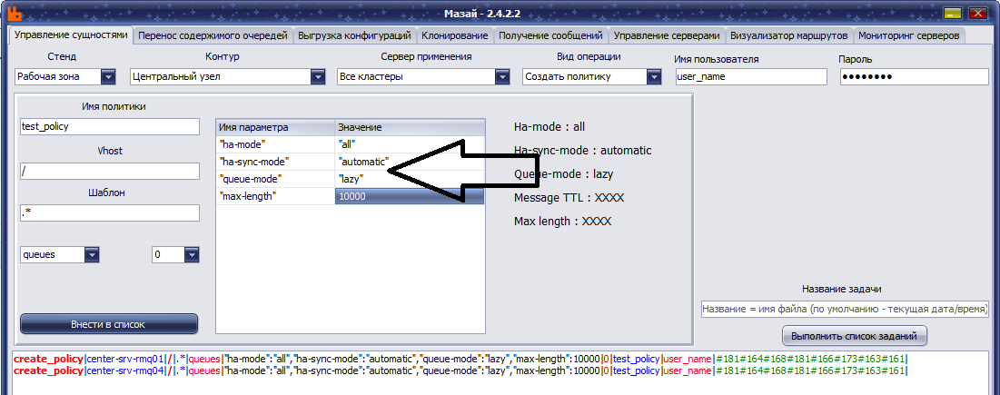 Мазай - 2.4.2.2
Управление сущностями Перенос содержимого очередей Выгрузка конфигураций Клонирование Получение сообщений Управление серверами Визуализатор маршрутов Мониторинг серверов
Стенд Контур Сервер применения Вид операции Имя пользователя Пароль
Рабочая зона Центральный узел Все кластеры Создать политику user_name ●●●●●●●●
Имя политики
test_policy
Vhost
/
Шаблон
.*
queues 0
Внести в список
Имя параметра Значение
"ha-mode" "all"
"ha-sync-mode" "automatic"
"queue-mode" "lazy"
"max-length" 10000
Ha-mode : all
Ha-sync-mode : automatic
Queue-mode : lazy
Message TTL : XXXX
Max length : XXXX
Название задачи
Название = имя файла (по умолчанию - текущая дата/время)
Выполнить список заданий
create_policy|center-srv-rmq01|/|.*|queues|"ha-mode":"all","ha-sync-mode":"automatic","queue-mode":"lazy","max-length":10000|0|test_policy|user_name|#181#164#168#181#166#173#163#161|
create_policy|center-srv-rmq04|/|.*|queues|"ha-mode":"all","ha-sync-mode":"automatic","queue-mode":"lazy","max-length":10000|0|test_policy|user_name|#181#164#168#181#166#173#163#161|